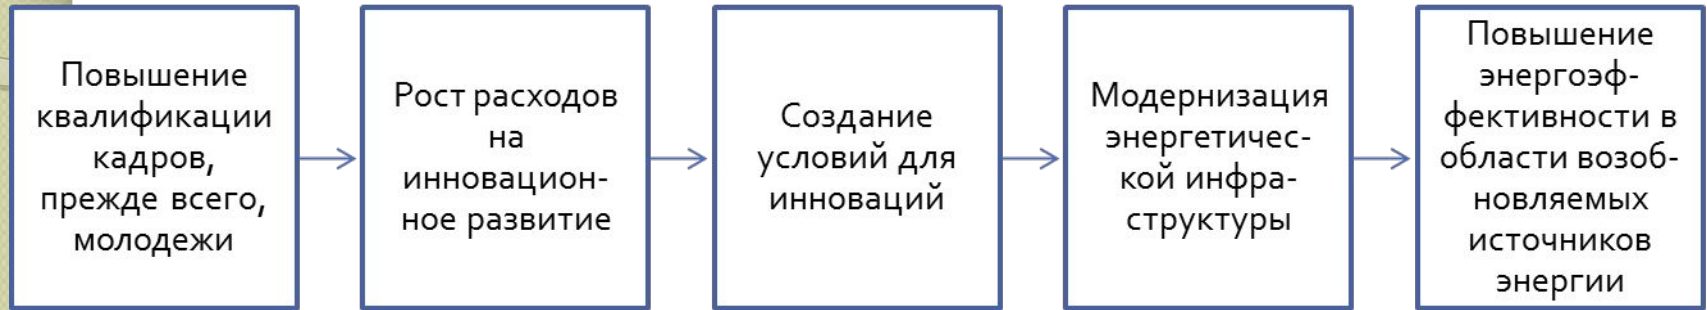 Повышение
квалификации
кадров,
прежде всего,
молодежи
Рост расходов
на
инновацион-
ное развитие
Создание
условий для
инноваций
Модернизация
энергетичес-
кой инфра-
структуры
Повышение
энергоэф-
фективности в
области возоб-
новляемых
источников
энергии